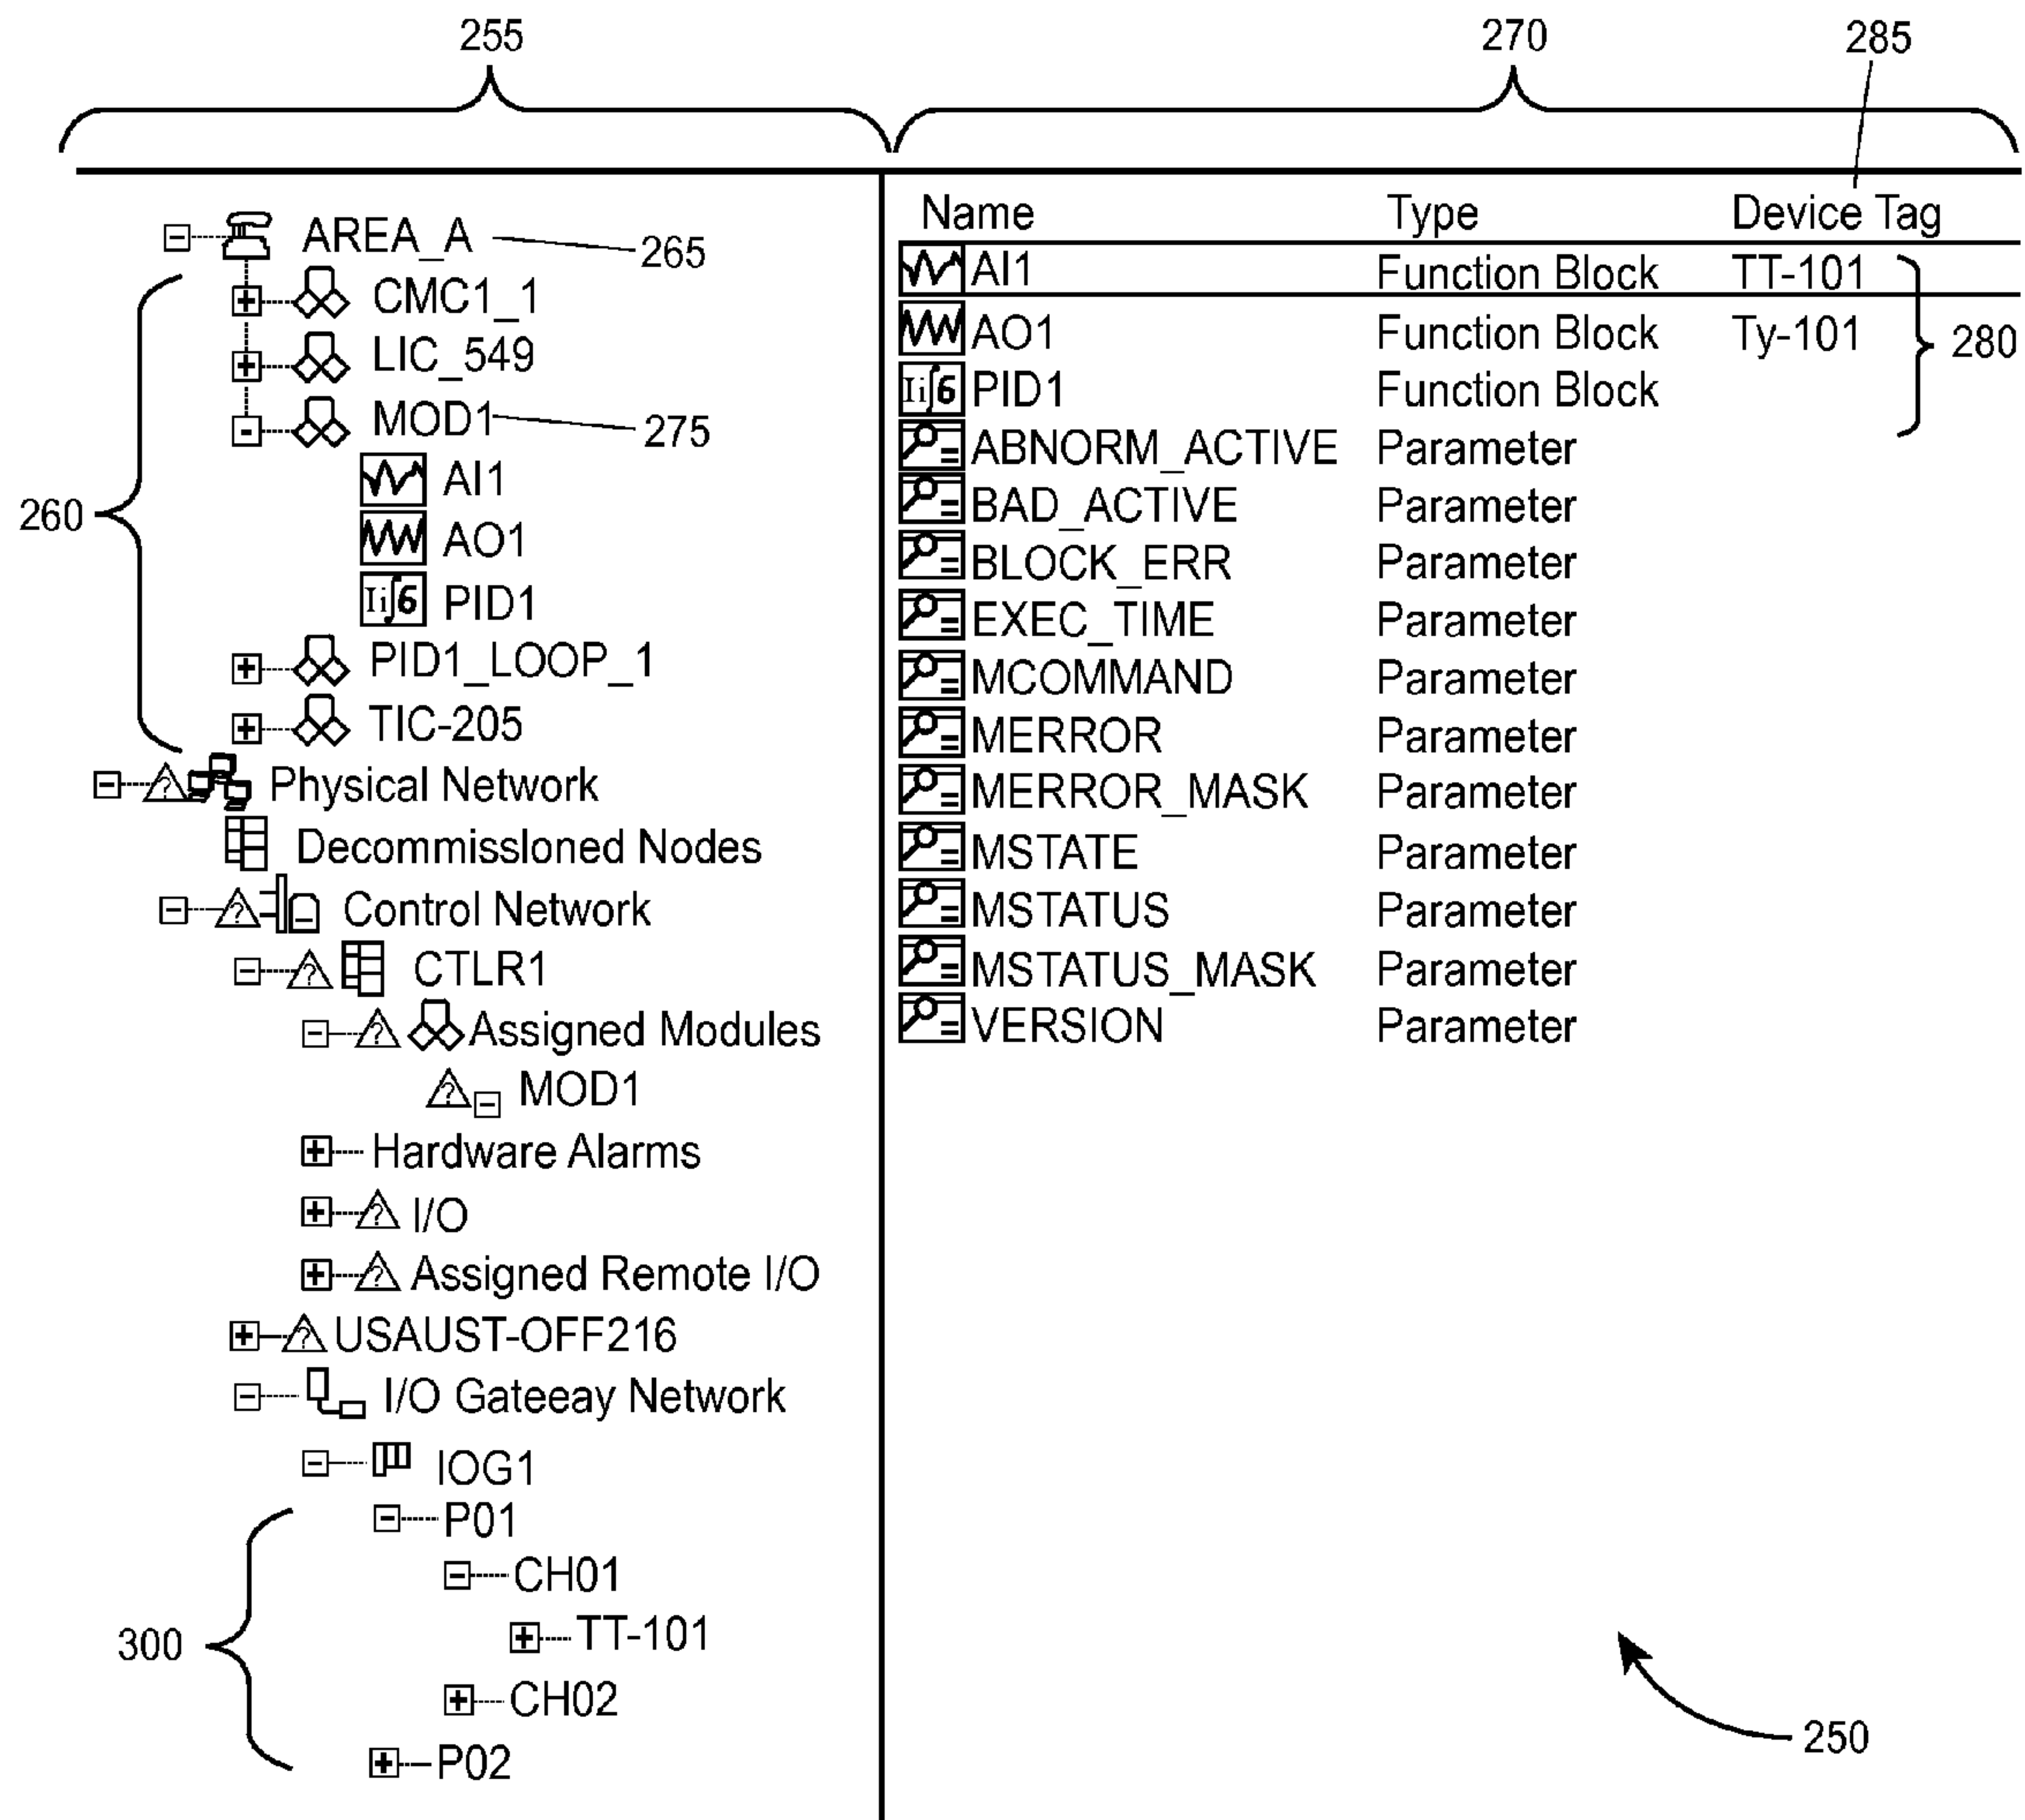 255
270
285
AREA_A
265
CMC1_1
LIC_549
MOD1
275
AI1
AO1
PID1
260
PID1_LOOP_1
TIC-205
Physical Network
Decommissloned Nodes
Control Network
CTLR1
Assigned Modules
MOD1
Hardware Alarms
I/O
Assigned Remote I/O
USAUST-OFF216
I/O Gateeay Network
IOG1
P01
CH01
TT-101
300
CH02
P02
Name Type Device Tag
AI1 Function Block TT-101
AO1 Function Block Ty-101
280
PID1 Function Block
ABNORM_ACTIVE Parameter
BAD_ACTIVE Parameter
BLOCK_ERR Parameter
EXEC_TIME Parameter
MCOMMAND Parameter
MERROR Parameter
MERROR_MASK Parameter
MSTATE Parameter
MSTATUS Parameter
MSTATUS_MASK Parameter
VERSION Parameter
250